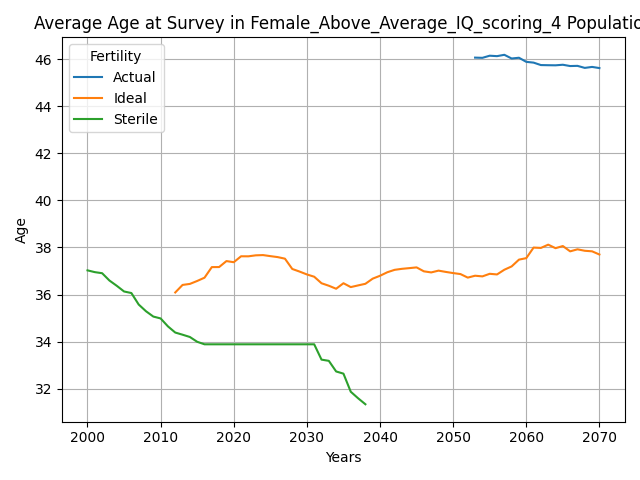 Average Age at Survey in Female_Above_Average_IQ_scoring_4 Populatio
Fertility
Actual
Ideal
Sterile
Age
46
44
42
40
38
36
34
32
2000 2010 2020 2030 2040 2050 2060 2070
Years